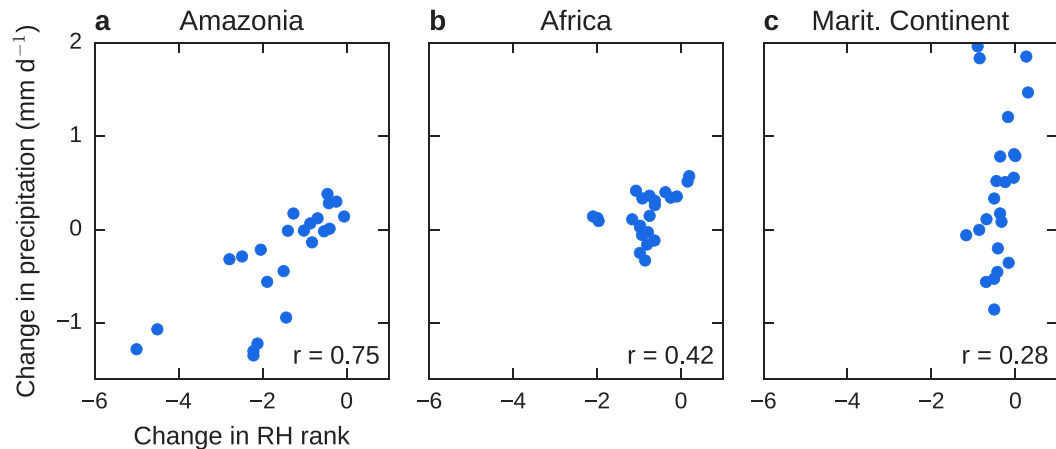 a Amazonia
b Africa
c Marit. Continent
Change in precipitation (mm d⁻¹)
2
1
0
−1
r = 0.75
r = 0.42
r = 0.28
−6 −4 −2 0
−6 −4 −2 0
−6 −4 −2 0
Change in RH rank